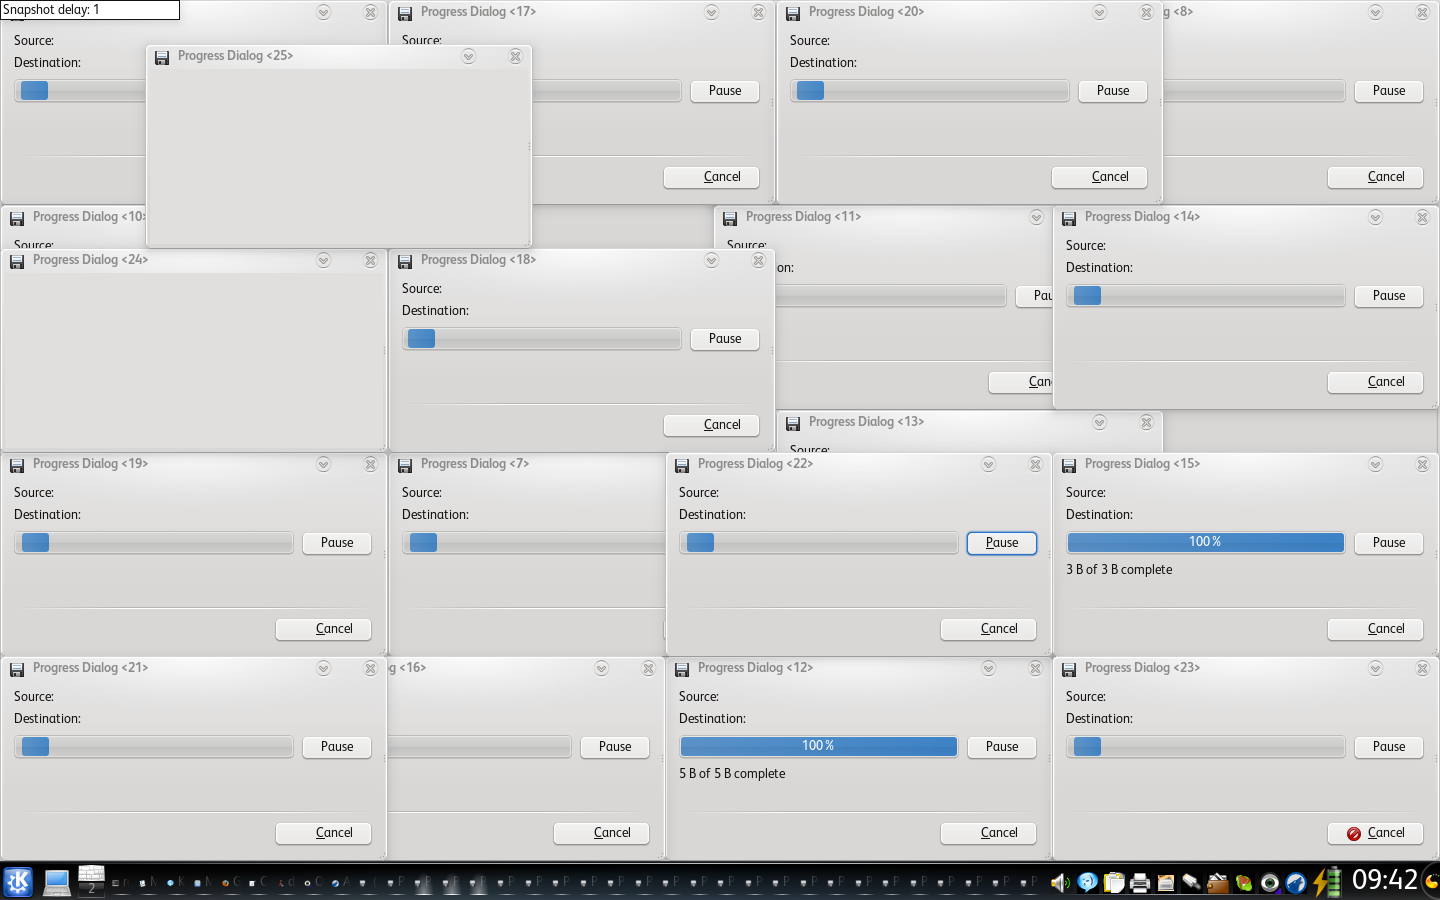 Snapshot delay: 1
Source:
Destination:
Progress Dialog <17>
Source:
Pause
Cancel
Progress Dialog <20>
Source:
Destination:
Pause
Cancel
g <8>
Pause
Cancel
Progress Dialog <25>
Progress Dialog <10>
Source:
Progress Dialog <11>
Source:
on:
Pau
Can
Progress Dialog <14>
Source:
Destination:
Pause
Cancel
Progress Dialog <24>
Progress Dialog <18>
Source:
Destination:
Pause
Cancel
Progress Dialog <13>
Source:
Progress Dialog <19>
Source:
Destination:
Pause
Cancel
Progress Dialog <7>
Source:
Destination:
Progress Dialog <22>
Source:
Destination:
Pause
Cancel
Progress Dialog <15>
Source:
Destination:
100 %
Pause
3 B of 3 B complete
Cancel
Progress Dialog <21>
Source:
Destination:
Pause
Cancel
g <16>
Pause
Cancel
Progress Dialog <12>
Source:
Destination:
100 %
Pause
5 B of 5 B complete
Cancel
Progress Dialog <23>
Source:
Destination:
Pause
Cancel
2
09:42